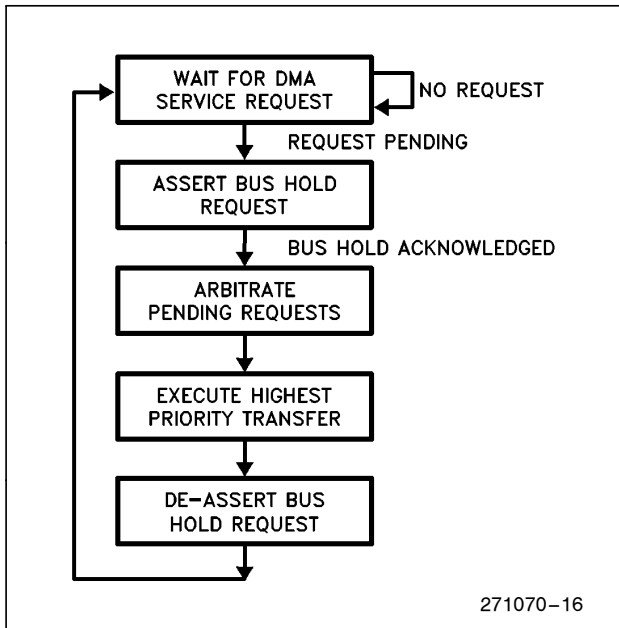 WAIT FOR DMA
SERVICE REQUEST
NO REQUEST
REQUEST PENDING
ASSERT BUS HOLD
REQUEST
BUS HOLD ACKNOWLEDGED
ARBITRATE
PENDING REQUESTS
EXECUTE HIGHEST
PRIORITY TRANSFER
DE-ASSERT BUS
HOLD REQUEST
271070–16